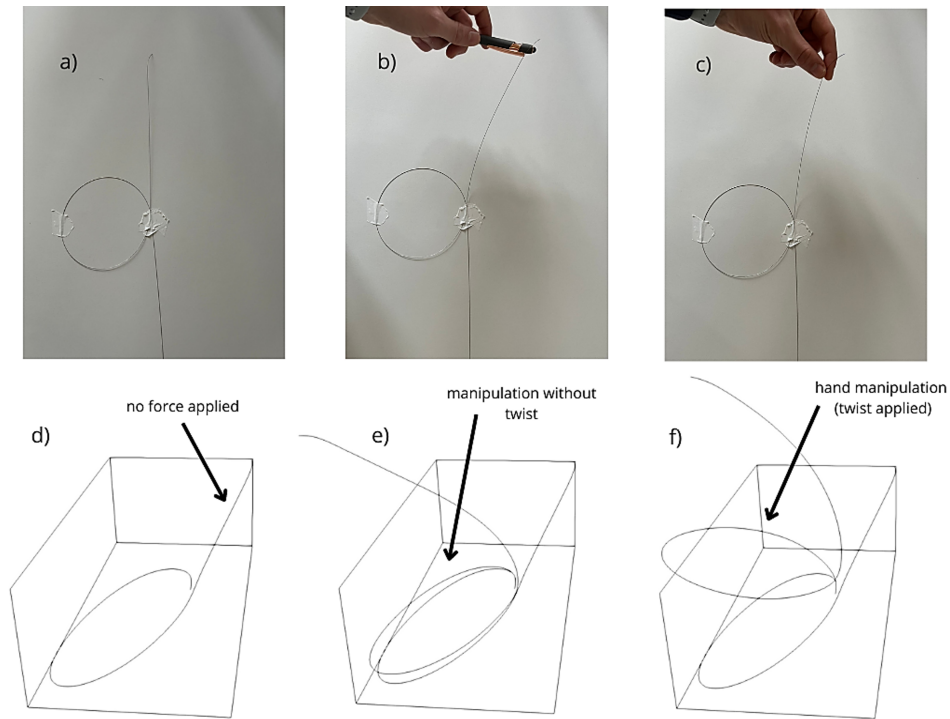 a)
b)
c)
no force applied
d)
manipulation without
twist
e)
hand manipulation
(twist applied)
f)